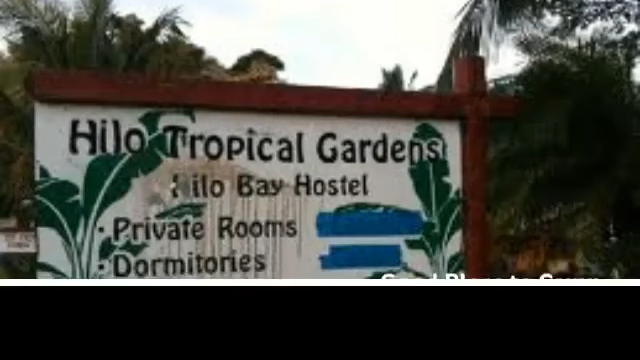 Hilo Tropical Gardens
Hilo Bay Hostel
· Private Rooms
· Dormitories